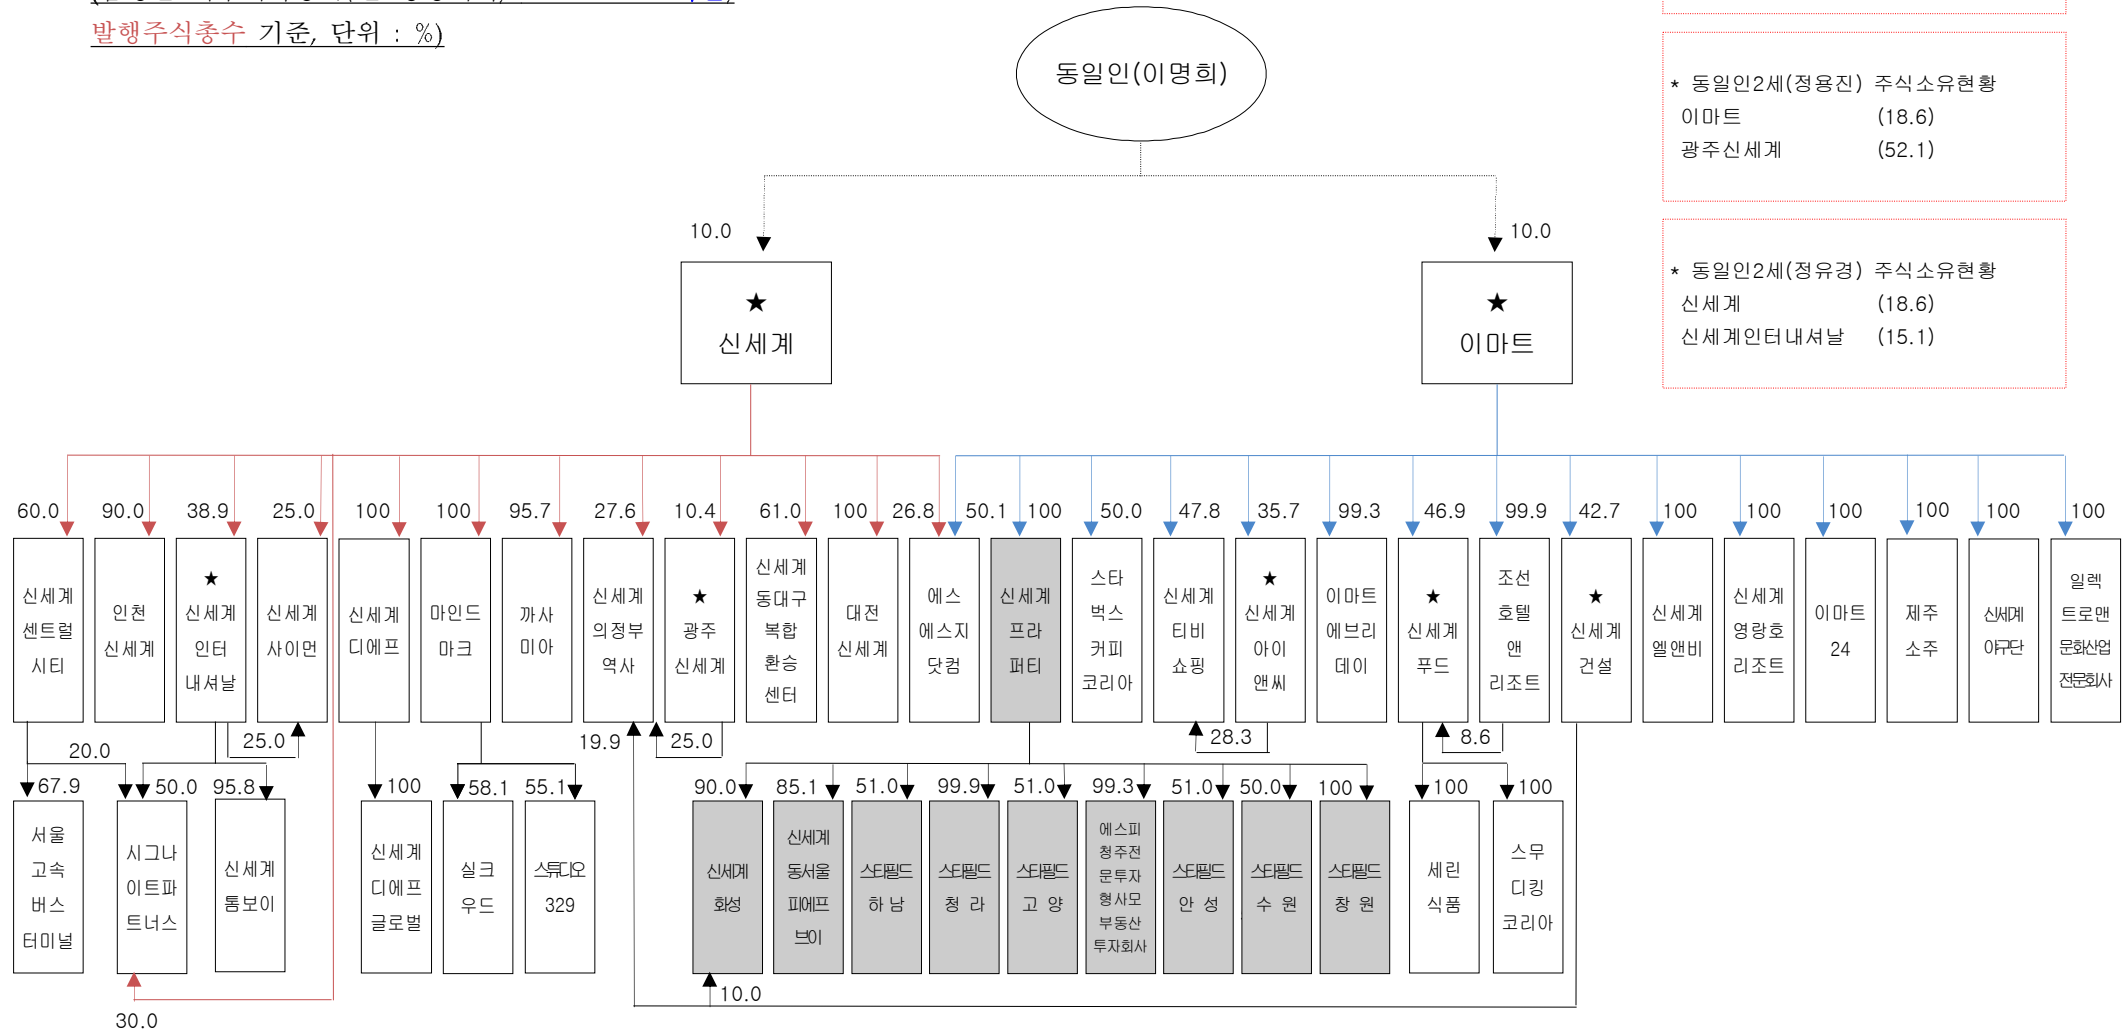 발행주식총수 기준, 단위 : %)
동일인(이명희)
* 동일인2세(정용진) 주식소유현황
이마트 (18.6)
광주신세계 (52.1)
* 동일인2세(정유경) 주식소유현황
신세계 (18.6)
신세계인터내셔날 (15.1)
10.0
10.0
★
신세계
★
이마트
60.0
90.0
38.9
25.0
100
100
95.7
27.6
10.4
61.0
100
26.8
50.1
100
50.0
47.8
35.7
99.3
46.9
99.9
42.7
100
100
100
100
100
100
신세계
센트럴
시티
인천
신세계
★
신세계
인터
내셔날
신세계
사이먼
신세계
디에프
마인드
마크
까사
미아
신세계
의정부
역사
★
광주
신세계
신세계
동대구
복합
환승
센터
대전
신세계
에스
에스지
닷컴
신세계
프라
퍼티
스타
벅스
커피
코리아
신세계
티비
쇼핑
★
신세계
아이
앤씨
이마트
에브리
데이
★
신세계
푸드
조선
호텔
앤
리조트
★
신세계
건설
신세계
엘앤비
신세계
영랑호
리조트
이마트
24
제주
소주
신세계
야구단
일렉
트로맨
문화산업
전문회사
20.0
25.0
19.9
25.0
28.3
8.6
67.9
50.0
95.8
100
58.1
55.1
90.0
85.1
51.0
99.9
51.0
99.3
51.0
50.0
100
100
100
서울
고속
버스
터미널
시그나
이트파
트너스
신세계
톰보이
신세계
디에프
글로벌
실크
우드
스튜디오
329
신세계
화성
신세계
동서울
피에프
브이
스타필드
하남
스타필드
청라
스타필드
고양
에스피
청주전
문투자
형사모
부동산
투자회사
스타필드
안성
스타필드
수원
스타필드
창원
세린
식품
스무
디킹
코리아
10.0
30.0